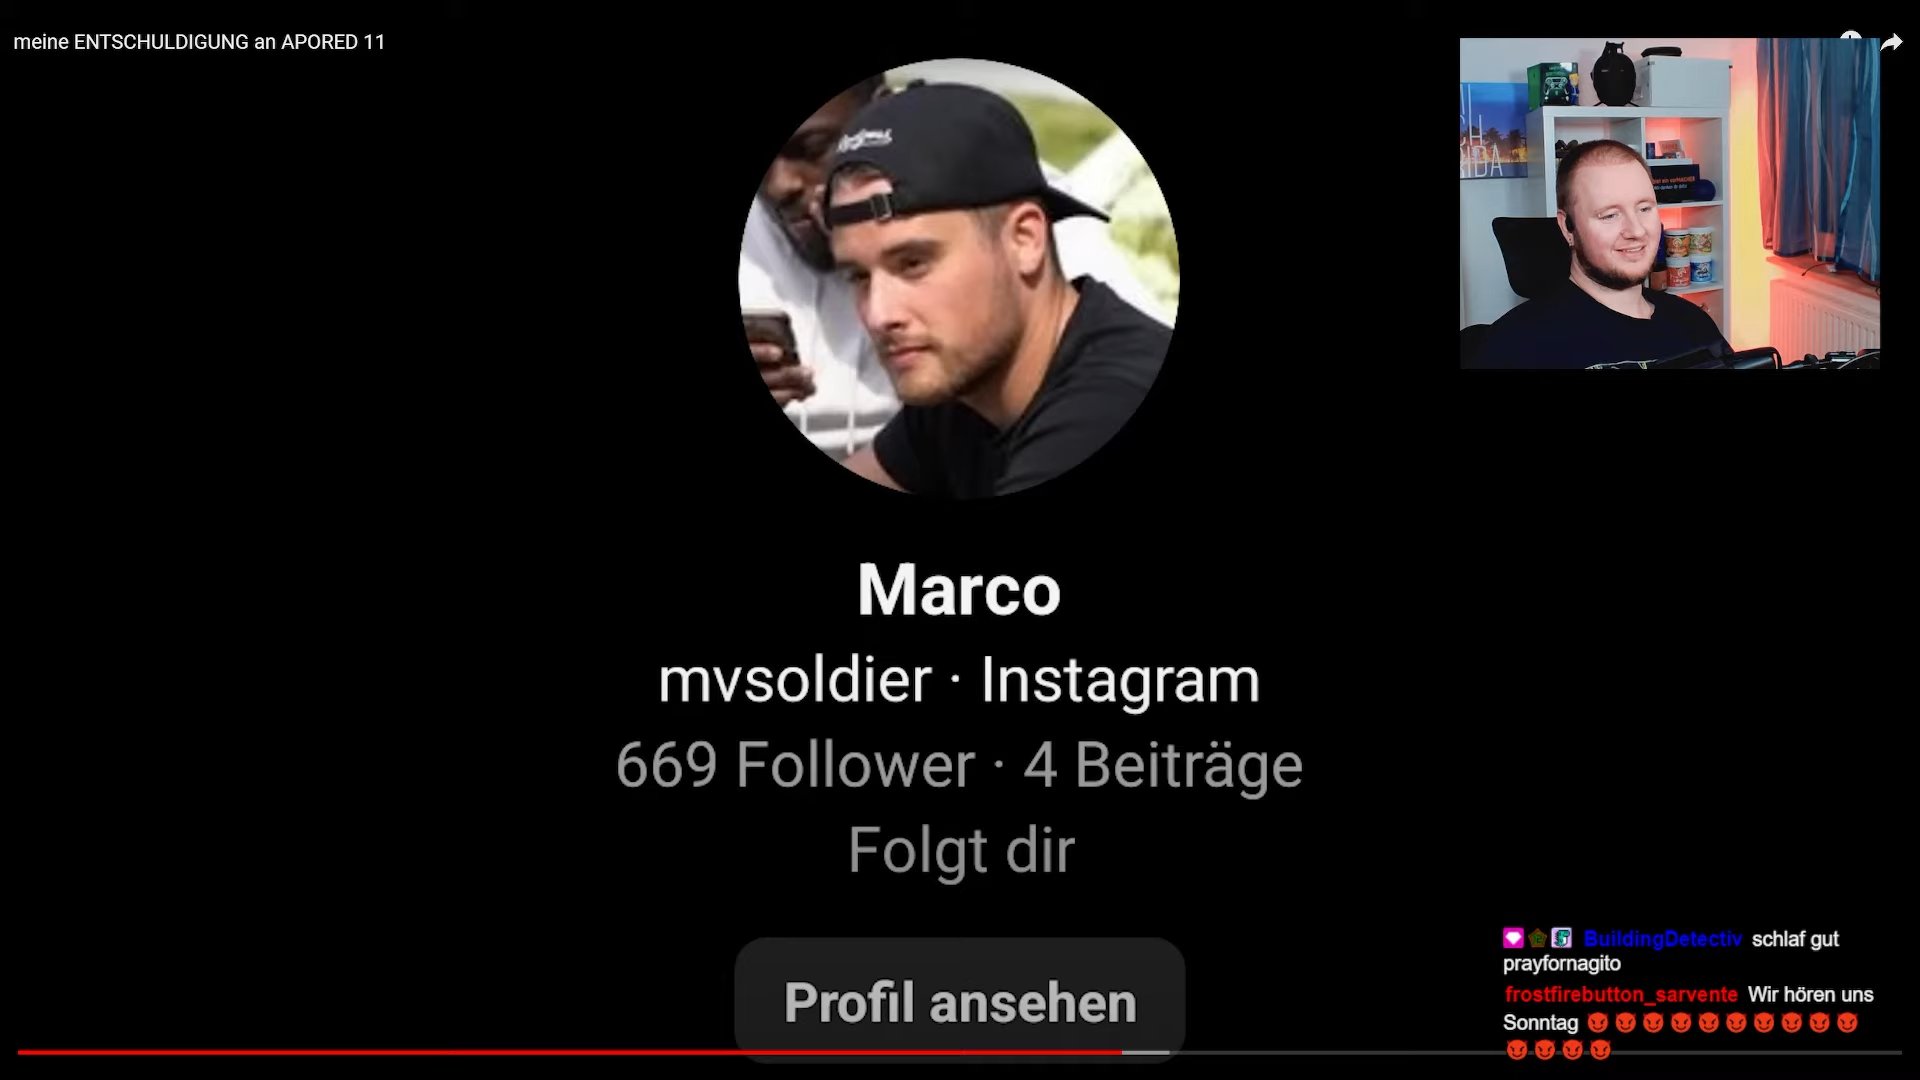 meine ENTSCHULDIGUNG an APORED 11
Marco
mvsoldier · Instagram
669 Follower · 4 Beiträge
Folgt dir
Profil ansehen
BuildingDetectiv schlaf gut
prayfornagito
frostfirebutton_sarvente Wir hören uns
Sonntag 😈😈😈😈😈😈😈😈😈😈
😈😈😈😈